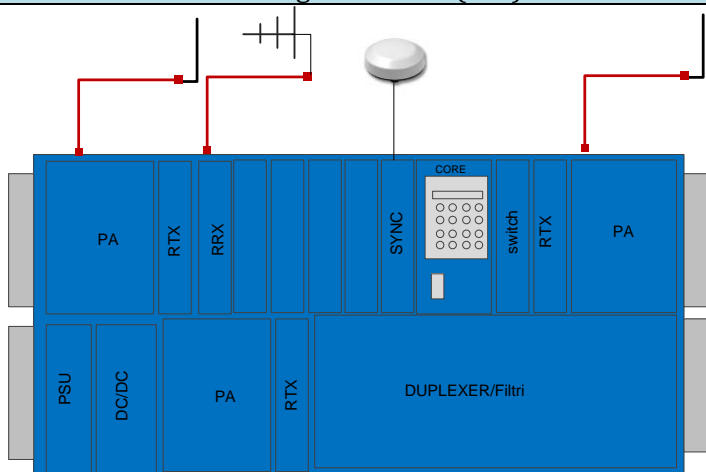 CORE
PA
RTX
RRX
SYNC
switch
RTX
PA
PSU
DC/DC
PA
RTX
DUPLEXER/Filtri